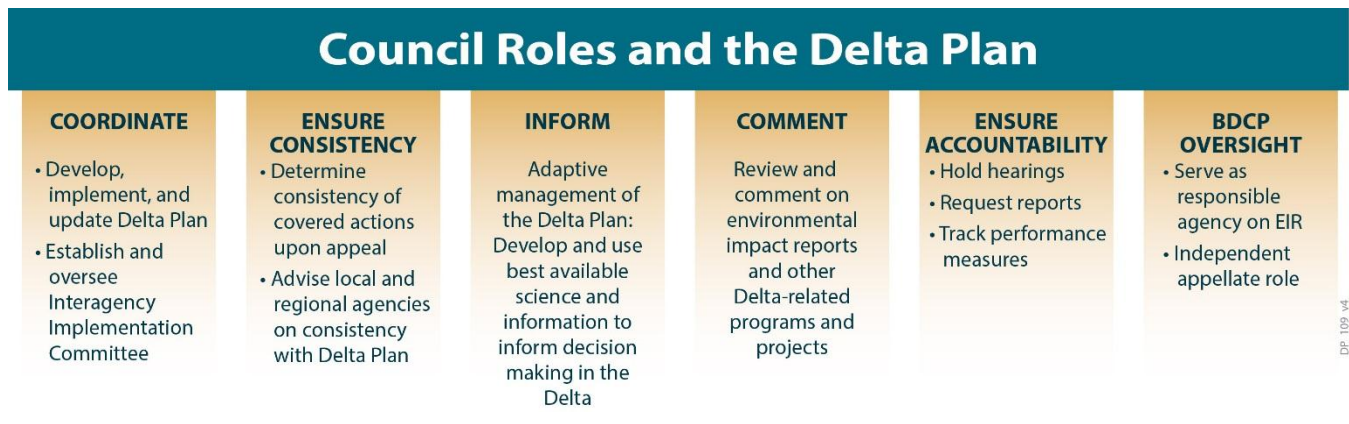 Council Roles and the Delta Plan
COORDINATE
• Develop,
implement, and
update Delta Plan
• Establish and
oversee
Interagency
Implementation
Committee
ENSURE
CONSISTENCY
• Determine
consistency of
covered actions
upon appeal
• Advise local and
regional agencies
on consistency
with Delta Plan
INFORM
Adaptive
management of
the Delta Plan:
Develop and use
best available
science and
information to
inform decision
making in the
Delta
COMMENT
Review and
comment on
environmental
impact reports
and other
Delta-related
programs and
projects
ENSURE
ACCOUNTABILITY
• Hold hearings
• Request reports
• Track performance
measures
BDCP
OVERSIGHT
• Serve as
responsible
agency on EIR
• Independent
appellate role
DP_109_v4